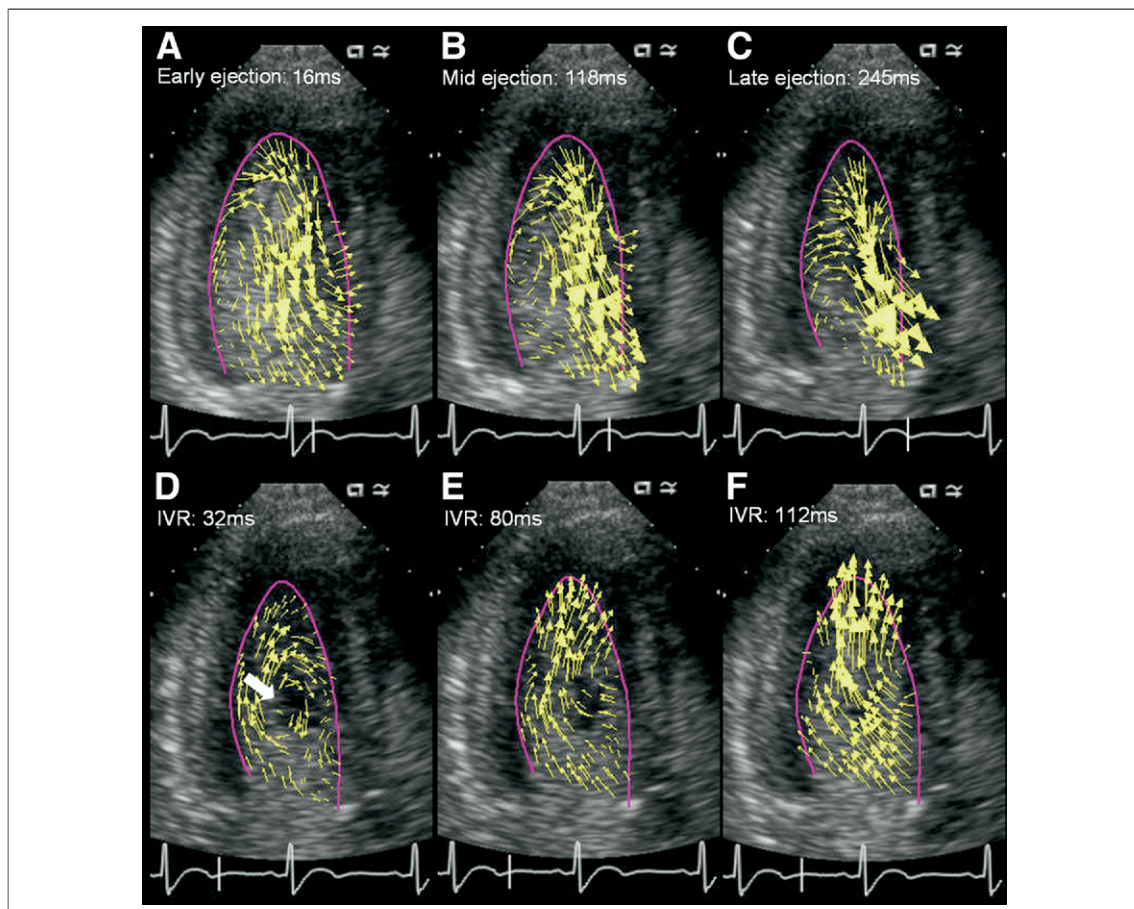 A
Early ejection: 16ms
B
Mid ejection: 118ms
C
Late ejection: 245ms
D
IVR: 32ms
E
IVR: 80ms
F
IVR: 112ms